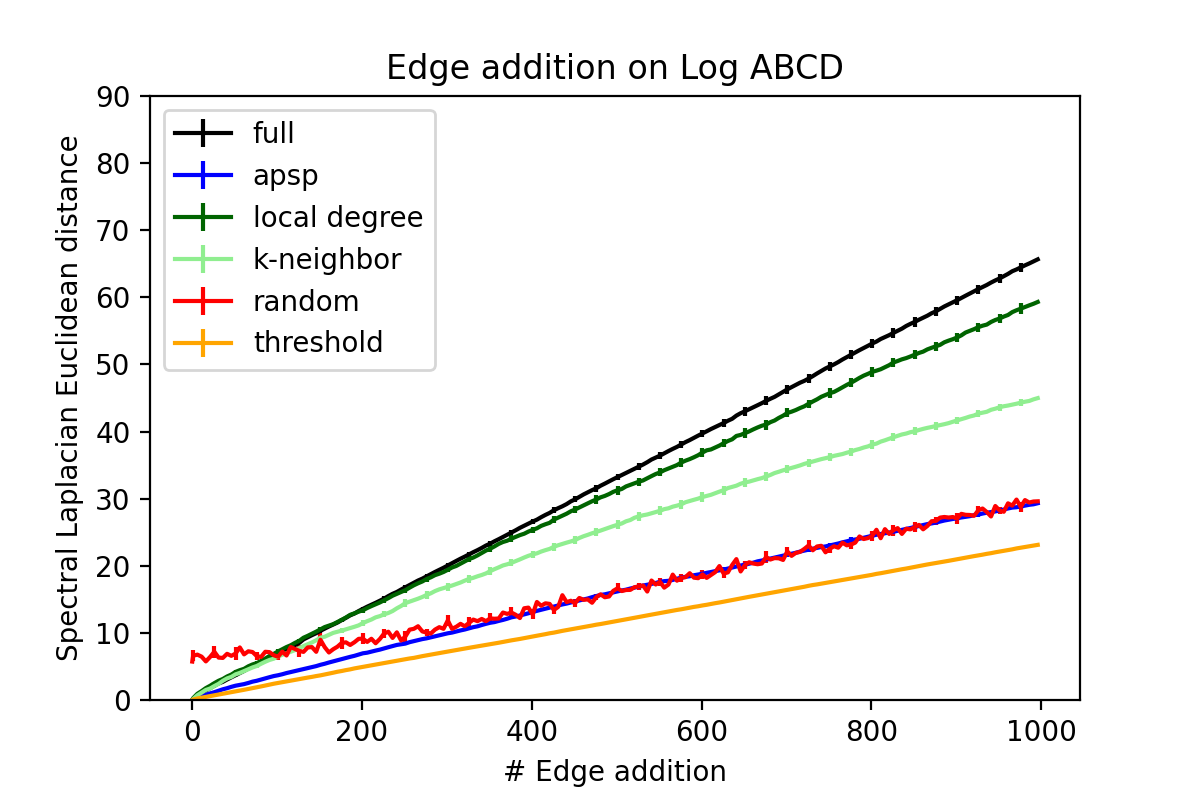 Edge addition on Log ABCD
90
80
70
60
50
40
30
20
10
0
Spectral Laplacian Euclidean distance
full
apsp
local degree
k-neighbor
random
threshold
0 200 400 600 800 1000
# Edge addition